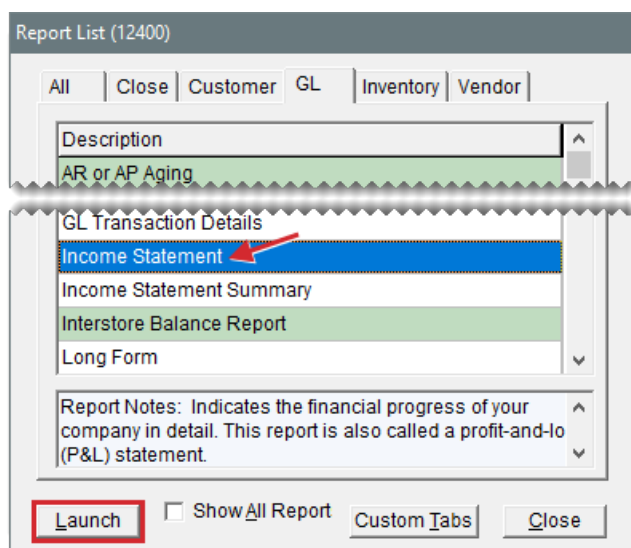 Report List (12400)
All Close Customer GL Inventory Vendor
Description
AR or AP Aging
GL Transaction Details
Income Statement
Income Statement Summary
Interstore Balance Report
Long Form
Report Notes: Indicates the financial progress of your
company in detail. This report is also called a profit-and-lo
(P&L) statement.
Launch Show All Report Custom Tabs Close